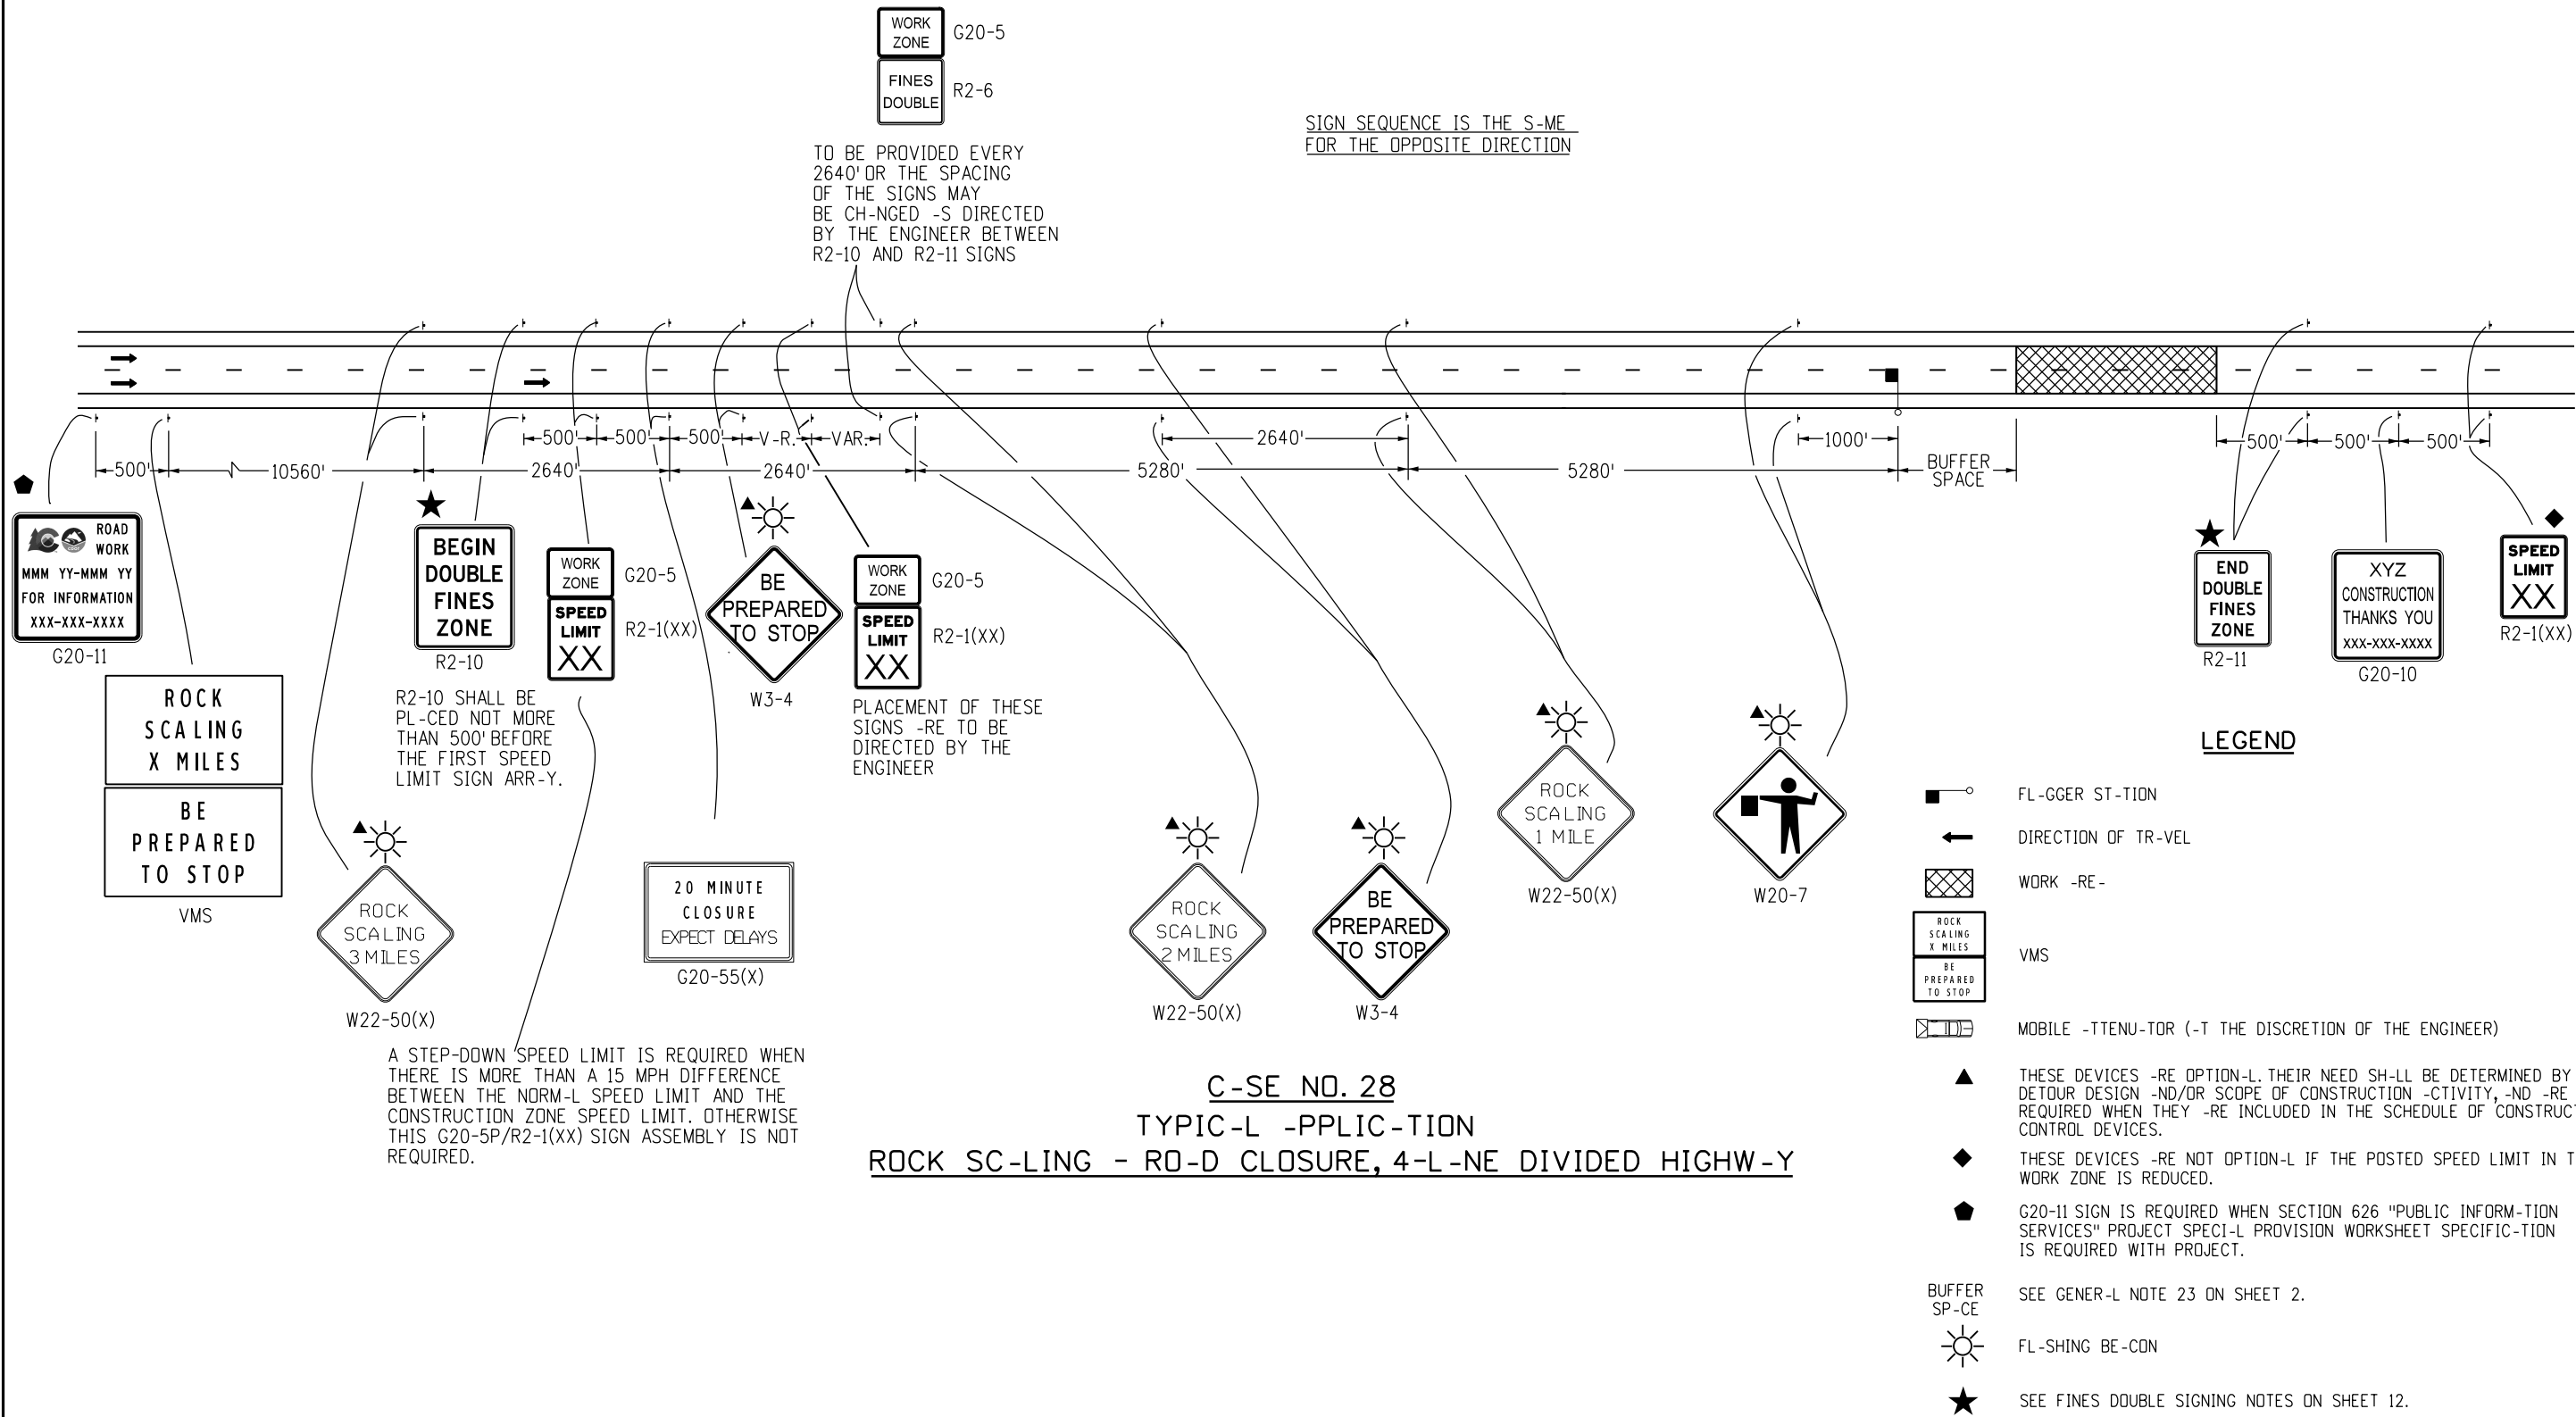 WORK
ZONE
G20-5
FINES
DOUBLE
R2-6
TO BE PROVIDED EVERY
2640' OR THE SPACING
OF THE SIGNS MAY
BE CH-NGED -S DIRECTED
BY THE ENGINEER BETWEEN
R2-10 AND R2-11 SIGNS
SIGN SEQUENCE IS THE S-ME
FOR THE OPPOSITE DIRECTION
500'
500'
500'
V-R.
VAR.
2640'
1000'
500'
500'
500'
500'
10560'
2640'
2640'
5280'
5280'
BUFFER
SPACE
ROAD
WORK
MMM YY-MMM YY
FOR INFORMATION
XXX-XXX-XXXX
G20-11
ROCK
SCALING
X MILES
BE
PREPARED
TO STOP
VMS
ROCK
SCALING
3 MILES
W22-50(X)
BEGIN
DOUBLE
FINES
ZONE
R2-10
R2-10 SHALL BE
PL-CED NOT MORE
THAN 500' BEFORE
THE FIRST SPEED
LIMIT SIGN ARR-Y.
WORK
ZONE
G20-5
SPEED
LIMIT
XX
R2-1(XX)
A STEP-DOWN SPEED LIMIT IS REQUIRED WHEN
THERE IS MORE THAN A 15 MPH DIFFERENCE
BETWEEN THE NORM-L SPEED LIMIT AND THE
CONSTRUCTION ZONE SPEED LIMIT. OTHERWISE
THIS G20-5P/R2-1(XX) SIGN ASSEMBLY IS NOT
REQUIRED.
20 MINUTE
CLOSURE
EXPECT DELAYS
G20-55(X)
BE
PREPARED
TO STOP
W3-4
WORK
ZONE
G20-5
SPEED
LIMIT
XX
R2-1(XX)
PLACEMENT OF THESE
SIGNS -RE TO BE
DIRECTED BY THE
ENGINEER
ROCK
SCALING
2 MILES
W22-50(X)
BE
PREPARED
TO STOP
W3-4
ROCK
SCALING
1 MILE
W22-50(X)
W20-7
END
DOUBLE
FINES
ZONE
R2-11
XYZ
CONSTRUCTION
THANKS YOU
XXX-XXX-XXXX
G20-10
SPEED
LIMIT
XX
R2-1(XX)
C-SE NO. 28
TYPIC-L -PPLIC-TION
ROCK SC-LING - RO-D CLOSURE, 4-L-NE DIVIDED HIGHW-Y
LEGEND
FL-GGER ST-TION
DIRECTION OF TR-VEL
WORK -RE-
ROCK
SCALING
X MILES
BE
PREPARED
TO STOP
VMS
MOBILE -TTENU-TOR (-T THE DISCRETION OF THE ENGINEER)
THESE DEVICES -RE OPTION-L. THEIR NEED SH-LL BE DETERMINED BY
DETOUR DESIGN -ND/OR SCOPE OF CONSTRUCTION -CTIVITY, -ND -RE
REQUIRED WHEN THEY -RE INCLUDED IN THE SCHEDULE OF CONSTRUCT
CONTROL DEVICES.
THESE DEVICES -RE NOT OPTION-L IF THE POSTED SPEED LIMIT IN T
WORK ZONE IS REDUCED.
G20-11 SIGN IS REQUIRED WHEN SECTION 626 "PUBLIC INFORM-TION
SERVICES" PROJECT SPECI-L PROVISION WORKSHEET SPECIFIC-TION
IS REQUIRED WITH PROJECT.
BUFFER
SP-CE
SEE GENER-L NOTE 23 ON SHEET 2.
FL-SHING BE-CON
SEE FINES DOUBLE SIGNING NOTES ON SHEET 12.